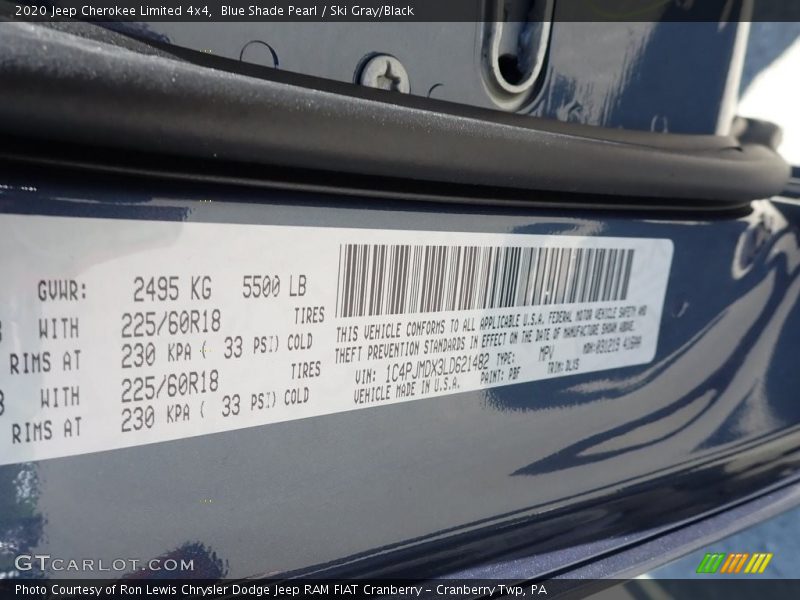 2020 Jeep Cherokee Limited 4x4, Blue Shade Pearl / Ski Gray/Black
GVWR: 2495 KG 5500 LB
WITH 225/60R18 TIRES
RIMS AT 230 KPA ( 33 PSI) COLD
WITH 225/60R18 TIRES
RIMS AT 230 KPA ( 33 PSI) COLD
THIS VEHICLE CONFORMS TO ALL APPLICABLE U.S.A. FEDERAL MOTOR VEHICLE SAFETY AND
THEFT PREVENTION STANDARDS IN EFFECT ON THE DATE OF MANUFACTURE SHOWN ABOVE.
VIN: 1C4PJMDX3LD621482 TYPE: MPV MDH:
VEHICLE MADE IN U.S.A. PAINT: PBF TRIM:
GTCARLOT.COM
Photo Courtesy of Ron Lewis Chrysler Dodge Jeep RAM FIAT Cranberry - Cranberry Twp, PA